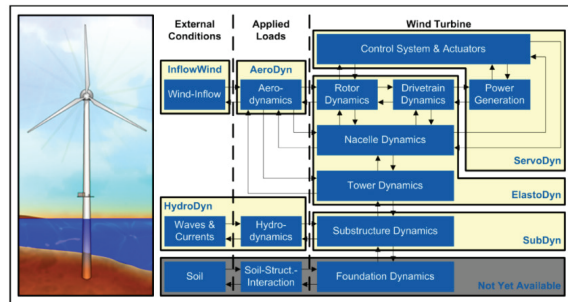 External
Conditions
Applied
Loads
Wind Turbine
Control System & Actuators
InflowWind
AeroDyn
Wind-Inflow
Aero-
dynamics
Rotor
Dynamics
Drivetrain
Dynamics
Power
Generation
Nacelle Dynamics
ServoDyn
Tower Dynamics
ElastoDyn
HydroDyn
Waves &
Currents
Hydro-
dynamics
Substructure Dynamics
SubDyn
Soil
Soil-Struct.-
Interaction
Foundation Dynamics
Not Yet Available